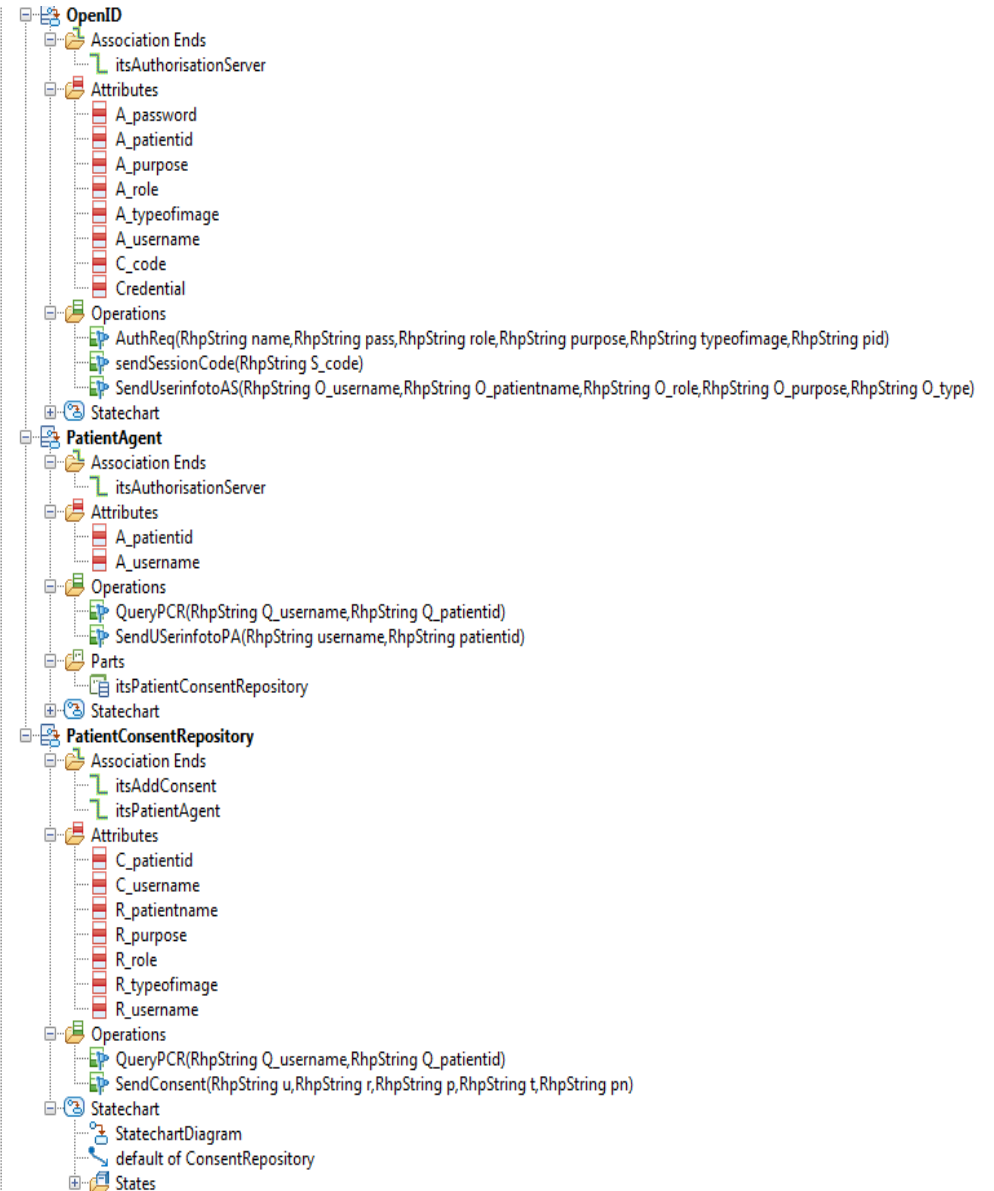 OpenID
Association Ends
itsAuthorisationServer
Attributes
A_password
A_patientid
A_purpose
A_role
A_typeofimage
A_username
C_code
Credential
Operations
AuthReq(RhpString name,RhpString pass,RhpString role,RhpString purpose,RhpString typeofimage,RhpString pid)
sendSessionCode(RhpString S_code)
SendUserinfotoAS(RhpString O_username,RhpString O_patientname,RhpString O_role,RhpString O_purpose,RhpString O_type)
Statechart
PatientAgent
Association Ends
itsAuthorisationServer
Attributes
A_patientid
A_username
Operations
QueryPCR(RhpString Q_username,RhpString Q_patientid)
SendUSerinfotoPA(RhpString username,RhpString patientid)
Parts
itsPatientConsentRepository
Statechart
PatientConsentRepository
Association Ends
itsAddConsent
itsPatientAgent
Attributes
C_patientid
C_username
R_patientname
R_purpose
R_role
R_typeofimage
R_username
Operations
QueryPCR(RhpString Q_username,RhpString Q_patientid)
SendConsent(RhpString u,RhpString r,RhpString p,RhpString t,RhpString pn)
Statechart
StatechartDiagram
default of ConsentRepository
States